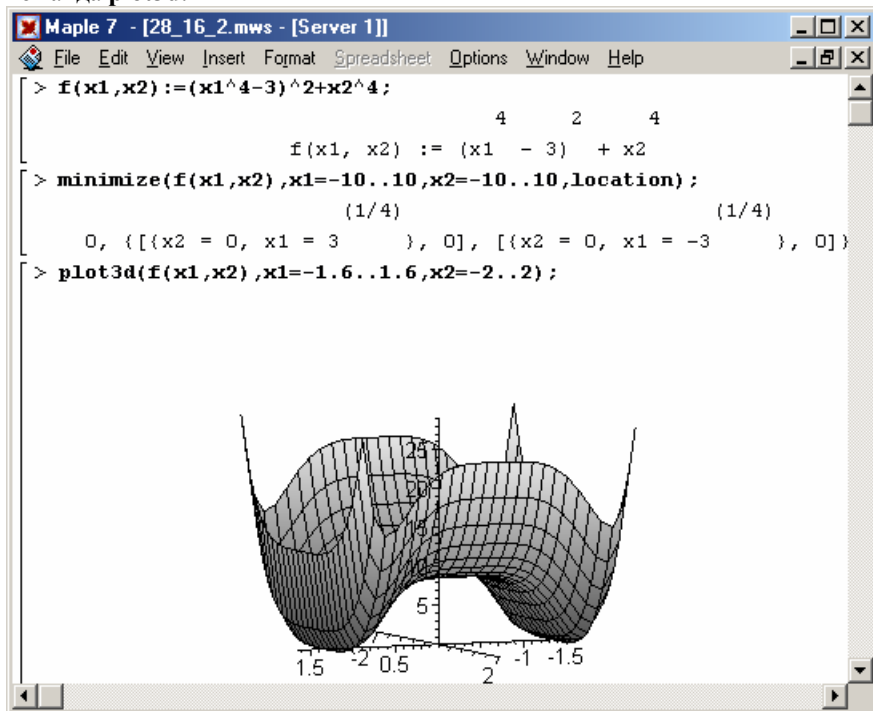 Maple 7 - [28_16_2.mws - [Server 1]]
File Edit View Insert Format Spreadsheet Options Window Help
> f(x1,x2):=(x1^4-3)^2+x2^4;
4 2 4
f(x1, x2) := (x1 - 3) + x2
> minimize(f(x1,x2),x1=-10..10,x2=-10..10,location);
(1/4) (1/4)
0, {[{x2 = 0, x1 = 3 }, 0], [{x2 = 0, x1 = -3 }, 0]}
> plot3d(f(x1,x2),x1=-1.6..1.6,x2=-2..2);
25
20
15
10
5
1.5 -2 0.5 2 -1 -1.5